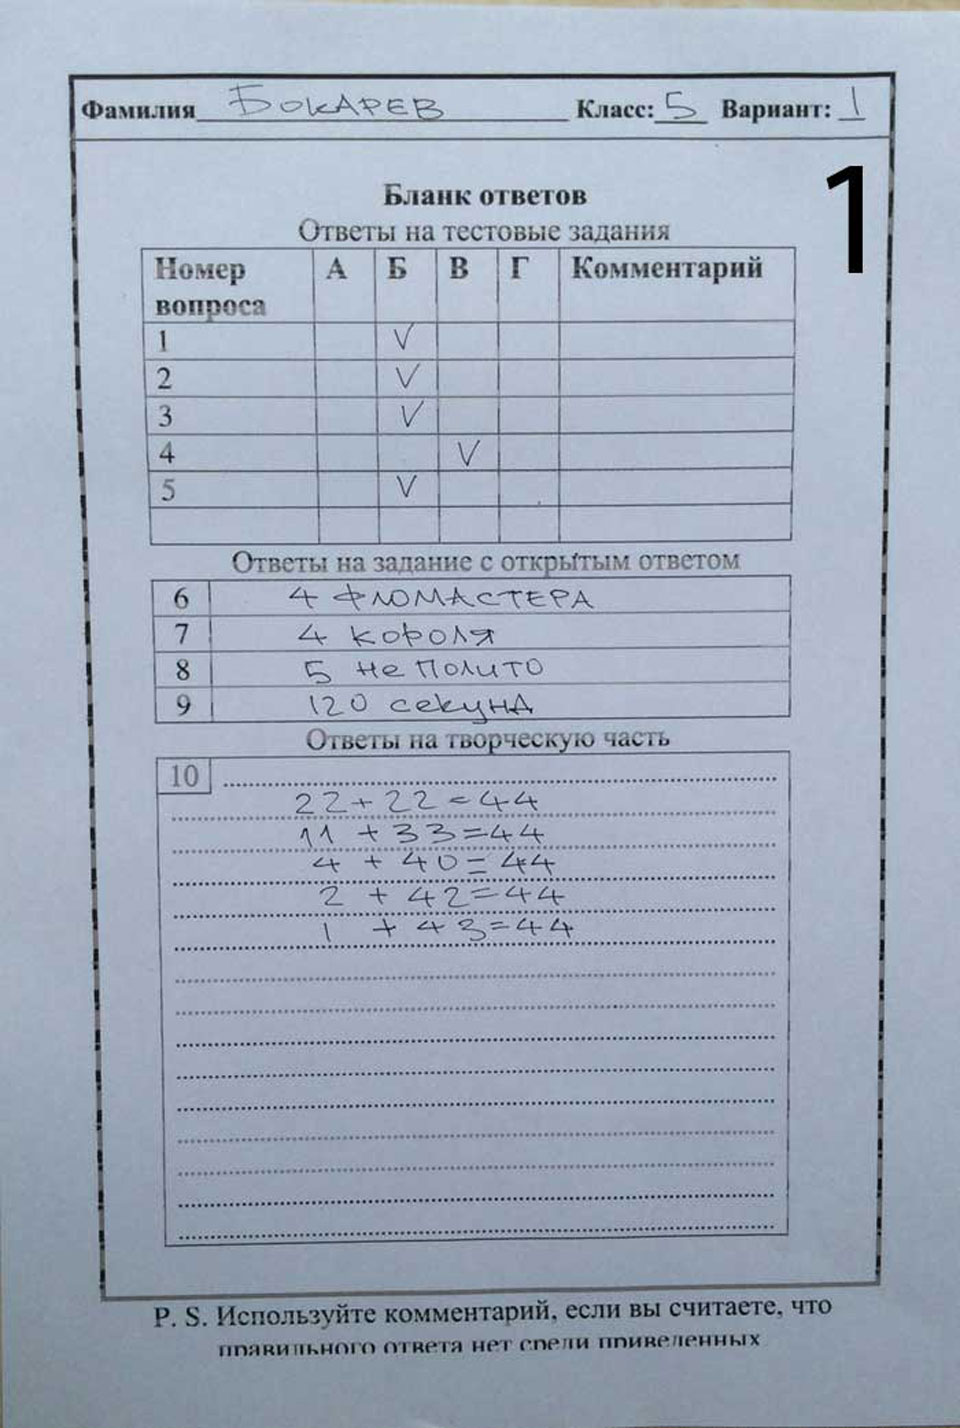 Фамилия БОКАРЕВ Класс: 5 Вариант: 1
1
Бланк ответов
Ответы на тестовые задания
Номер вопроса А Б В Г Комментарий
1 V
2 V
3 V
4 V
5 V
Ответы на задание с открытым ответом
6 4 ФЛОМАСТЕРА
7 4 короля
8 5 не полито
9 120 секунд
Ответы на творческую часть
10
22+22=44
11+33=44
4+40=44
2+42=44
1+43=44
P. S. Используйте комментарий, если вы считаете, что
правильного ответа нет среди приведенных